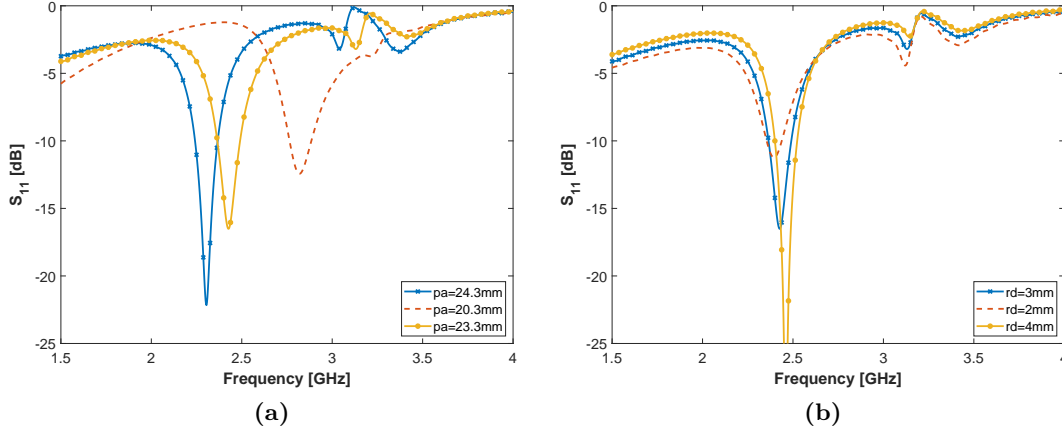 0
-5
-10
-15
-20
-25
S11 [dB]
1.5 2 2.5 3 3.5 4
Frequency [GHz]
pa=24.3mm
pa=20.3mm
pa=23.3mm
(a)
0
-5
-10
-15
-20
-25
S11 [dB]
1.5 2 2.5 3 3.5 4
Frequency [GHz]
rd=3mm
rd=2mm
rd=4mm
(b)